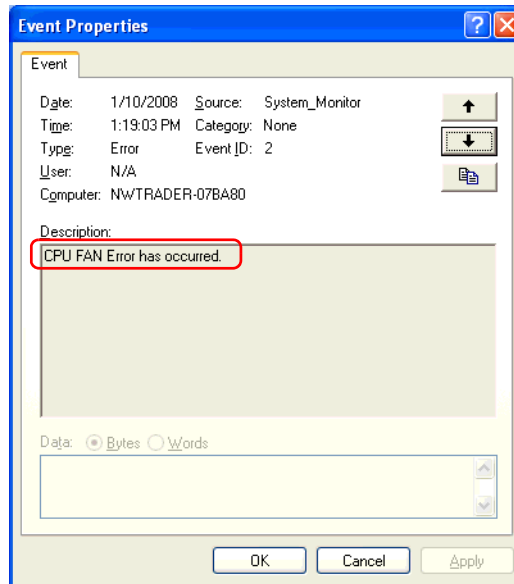 Event Properties
Event
Date: 1/10/2008 Source: System_Monitor
Time: 1:19:03 PM Category: None
Type: Error Event ID: 2
User: N/A
Computer: NWTRADER-07BA80
Description:
CPU FAN Error has occurred.
Data: Bytes Words
OK Cancel Apply